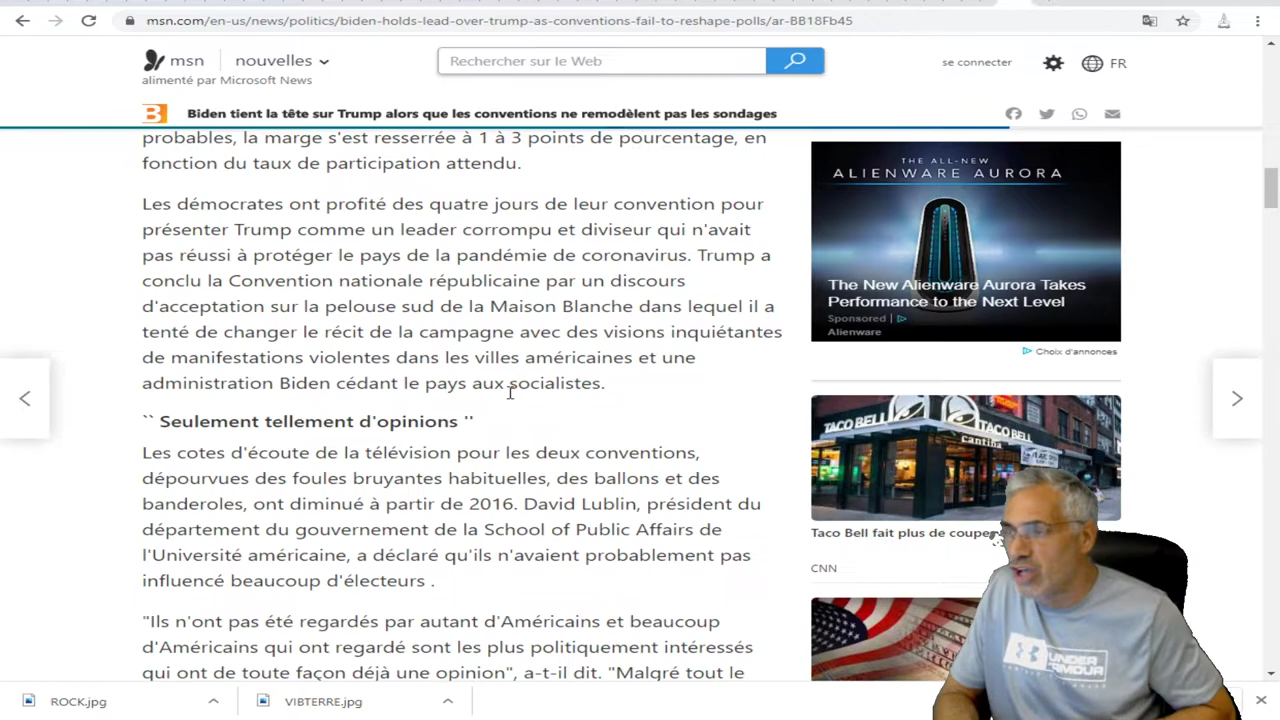 msn.com/en-us/news/politics/biden-holds-lead-over-trump-as-conventions-fail-to-reshape-polls/ar-BB18Fb45
msn
nouvelles
Rechercher sur le Web
se connecter
FR
alimenté par Microsoft News
B
Biden tient la tête sur Trump alors que les conventions ne remodèlent pas les sondages
probables, la marge s'est resserrée à 1 à 3 points de pourcentage, en
fonction du taux de participation attendu.
Les démocrates ont profité des quatre jours de leur convention pour
présenter Trump comme un leader corrompu et diviseur qui n'avait
pas réussi à protéger le pays de la pandémie de coronavirus. Trump a
conclu la Convention nationale républicaine par un discours
d'acceptation sur la pelouse sud de la Maison Blanche dans lequel il a
tenté de changer le récit de la campagne avec des visions inquiétantes
de manifestations violentes dans les villes américaines et une
administration Biden cédant le pays aux socialistes.
`` Seulement tellement d'opinions ''
Les cotes d'écoute de la télévision pour les deux conventions,
dépourvues des foules bruyantes habituelles, des ballons et des
banderoles, ont diminué à partir de 2016. David Lublin, président du
département du gouvernement de la School of Public Affairs de
l'Université américaine, a déclaré qu'ils n'avaient probablement pas
influencé beaucoup d'électeurs .
"Ils n'ont pas été regardés par autant d'Américains et beaucoup
d'Américains qui ont regardé sont les plus politiquement intéressés
qui ont de toute façon déjà une opinion", a-t-il dit. "Malgré tout le
THE ALL-NEW
ALIENWARE AURORA
The New Alienware Aurora Takes
Performance to the Next Level
Sponsored |
Alienware
Choix d'annonces
TACO BELL
TACO BELL
cantina
Taco Bell fait plus de coupe
CNN
UNDER
ARMOUR
ROCK.jpg
VIBTERRE.jpg